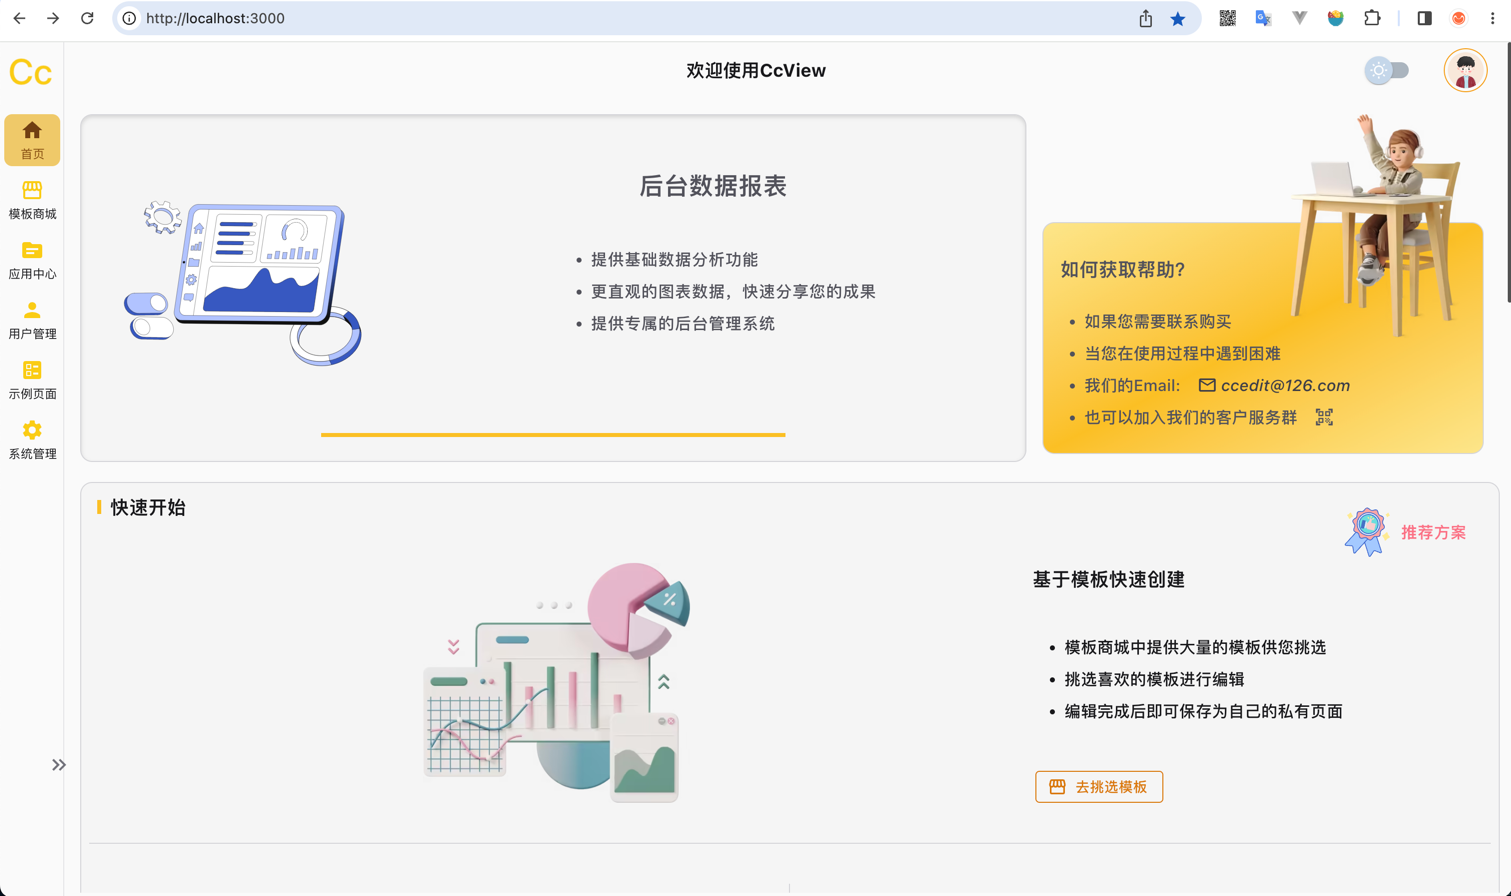 http://localhost:3000
Cc
欢迎使用CcView
首页
模板商城
应用中心
用户管理
示例页面
系统管理
后台数据报表
提供基础数据分析功能
更直观的图表数据，快速分享您的成果
提供专属的后台管理系统
如何获取帮助?
如果您需要联系购买
当您在使用过程中遇到困难
我们的Email: ccedit@126.com
也可以加入我们的客户服务群
快速开始
推荐方案
%
基于模板快速创建
模板商城中提供大量的模板供您挑选
挑选喜欢的模板进行编辑
编辑完成后即可保存为自己的私有页面
去挑选模板